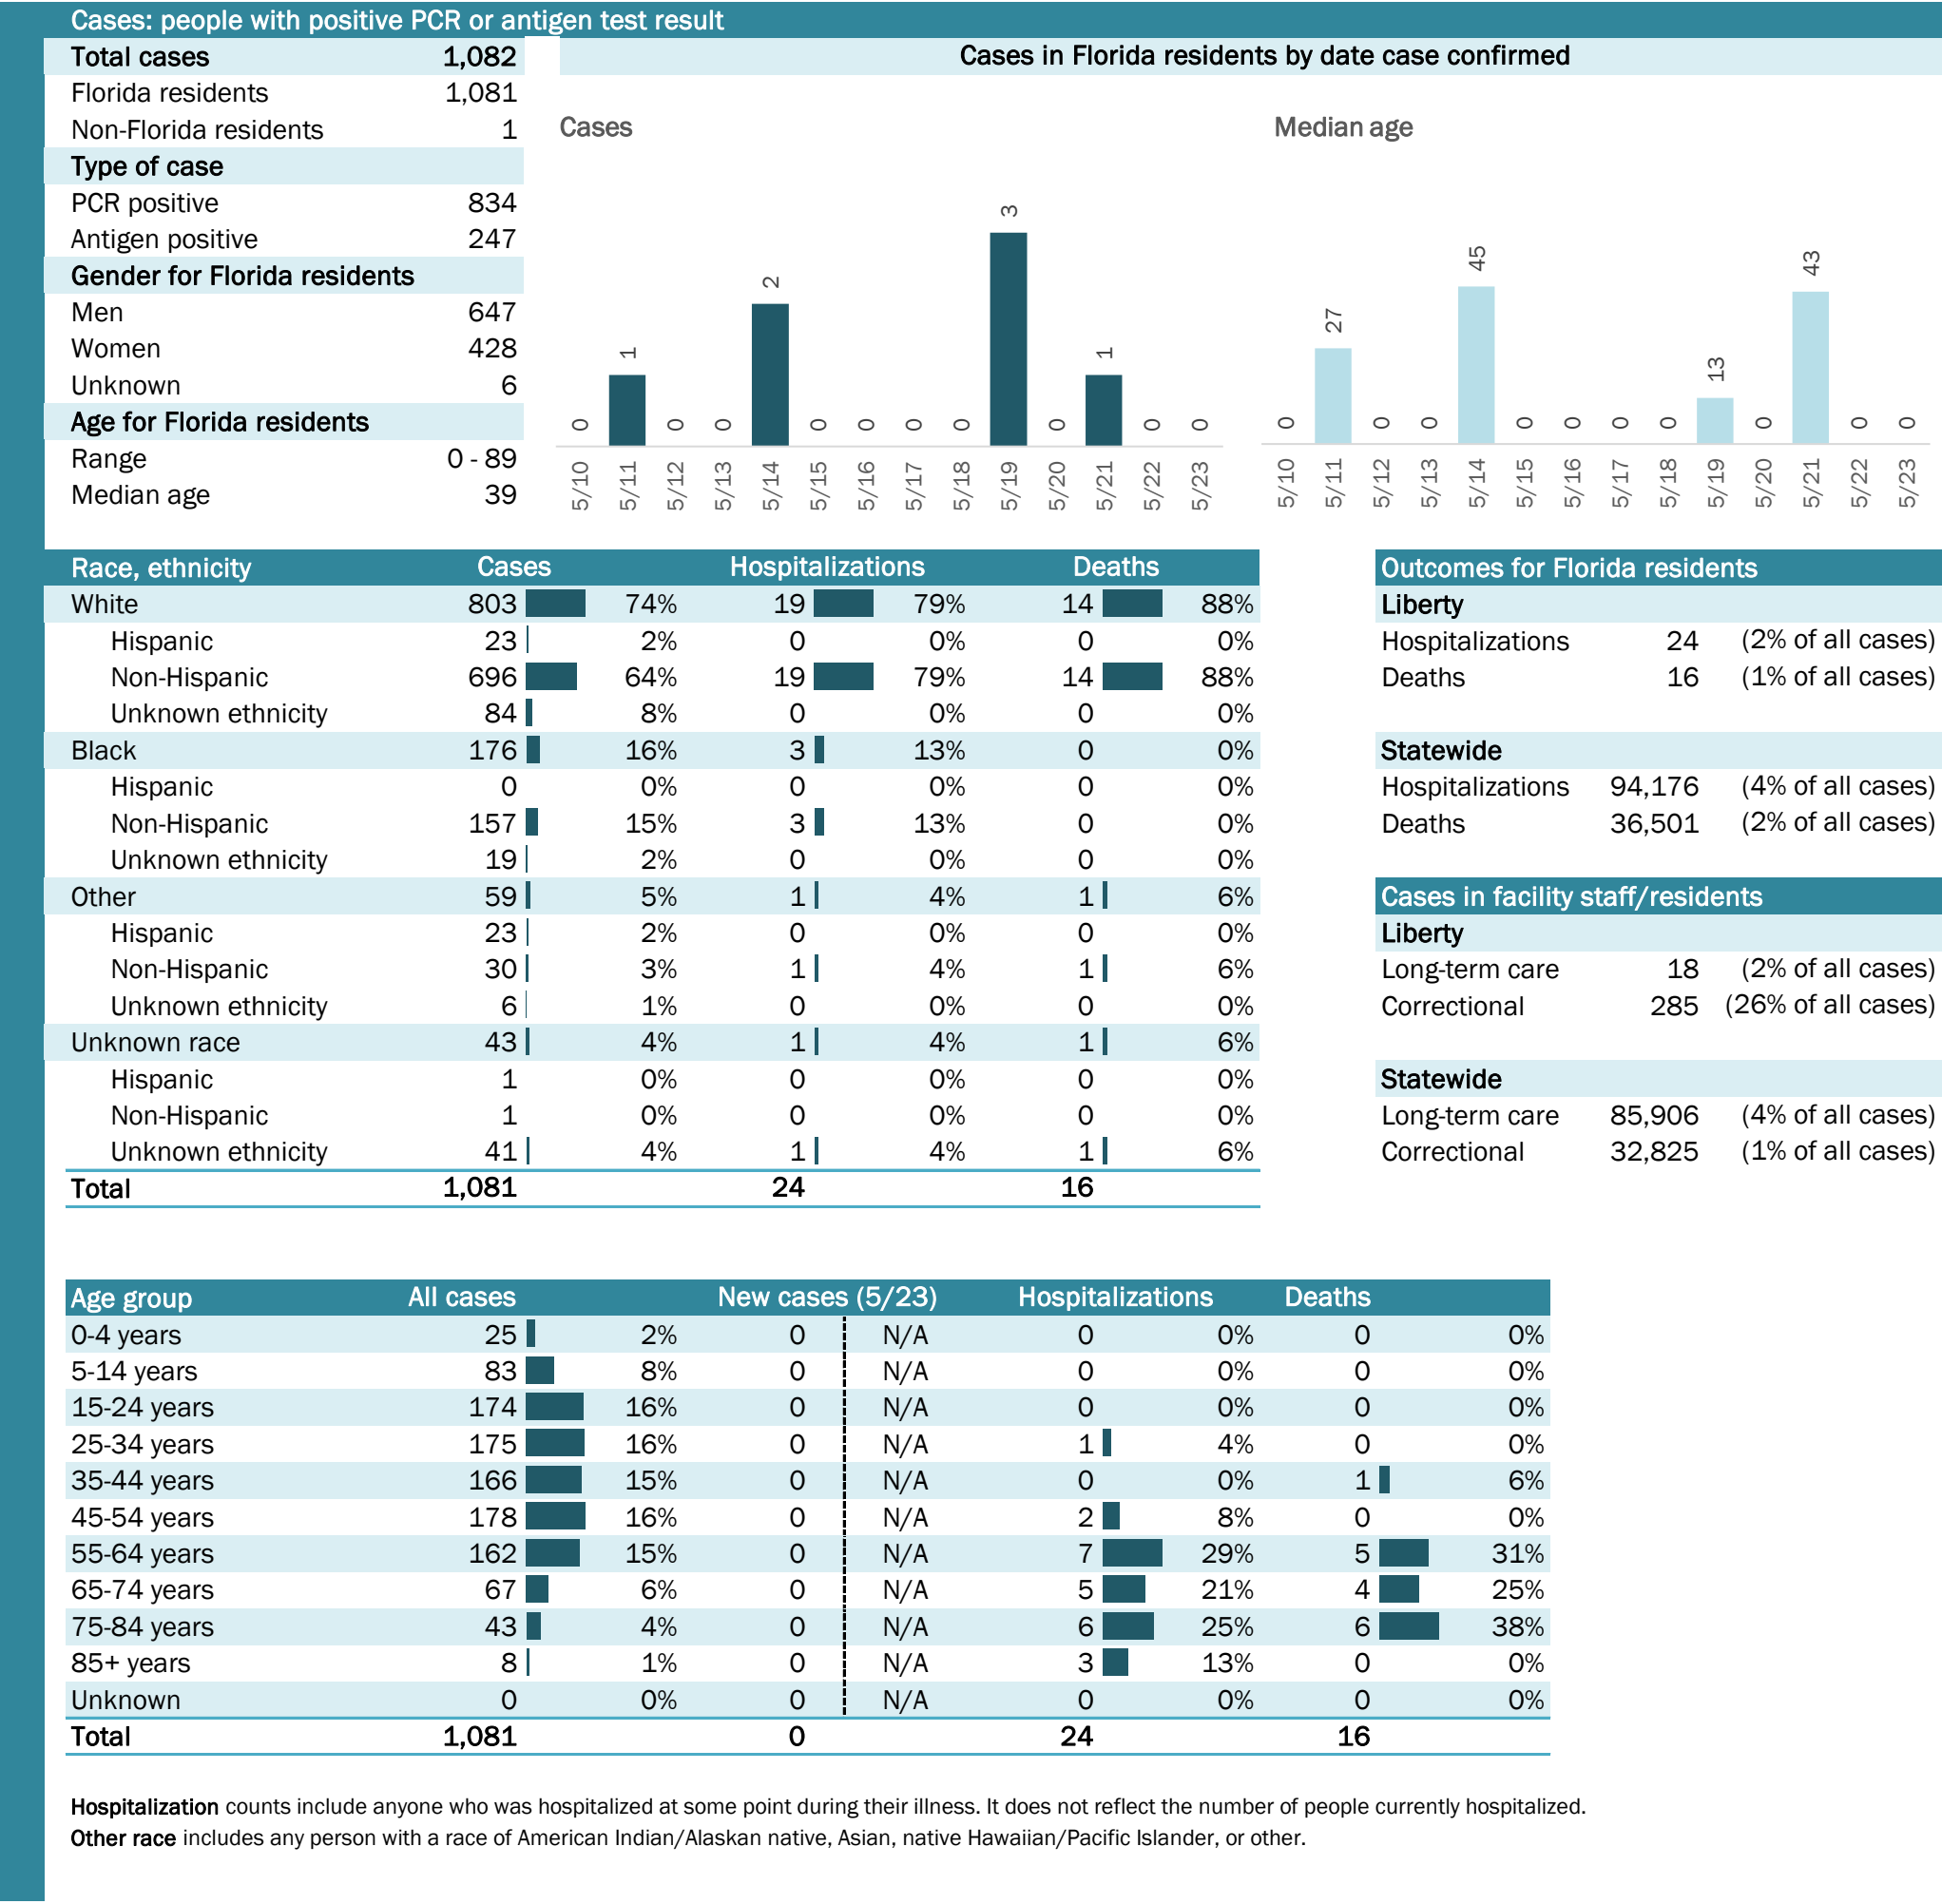 Cases: people with positive PCR or antigen test result
Total cases 1,082
Florida residents 1,081
Non-Florida residents 1
Type of case
PCR positive 834
Antigen positive 247
Gender for Florida residents
Men 647
Women 428
Unknown 6
Age for Florida residents
Range 0 - 89
Median age 39
Cases in Florida residents by date case confirmed
Cases
0 1 0 0 2 0 0 0 0 3 0 1 0 0
5/10 5/11 5/12 5/13 5/14 5/15 5/16 5/17 5/18 5/19 5/20 5/21 5/22 5/23
Median age
0 27 0 0 45 0 0 0 0 13 0 43 0 0
5/10 5/11 5/12 5/13 5/14 5/15 5/16 5/17 5/18 5/19 5/20 5/21 5/22 5/23
Race, ethnicity Cases Hospitalizations Deaths
White 803 74% 19 79% 14 88%
Hispanic 23 2% 0 0% 0 0%
Non-Hispanic 696 64% 19 79% 14 88%
Unknown ethnicity 84 8% 0 0% 0 0%
Black 176 16% 3 13% 0 0%
Hispanic 0 0% 0 0% 0 0%
Non-Hispanic 157 15% 3 13% 0 0%
Unknown ethnicity 19 2% 0 0% 0 0%
Other 59 5% 1 4% 1 6%
Hispanic 23 2% 0 0% 0 0%
Non-Hispanic 30 3% 1 4% 1 6%
Unknown ethnicity 6 1% 0 0% 0 0%
Unknown race 43 4% 1 4% 1 6%
Hispanic 1 0% 0 0% 0 0%
Non-Hispanic 1 0% 0 0% 0 0%
Unknown ethnicity 41 4% 1 4% 1 6%
Total 1,081 24 16
Outcomes for Florida residents
Liberty
Hospitalizations 24 (2% of all cases)
Deaths 16 (1% of all cases)
Statewide
Hospitalizations 94,176 (4% of all cases)
Deaths 36,501 (2% of all cases)
Cases in facility staff/residents
Liberty
Long-term care 18 (2% of all cases)
Correctional 285 (26% of all cases)
Statewide
Long-term care 85,906 (4% of all cases)
Correctional 32,825 (1% of all cases)
Age group All cases New cases (5/23) Hospitalizations Deaths
0-4 years 25 2% 0 N/A 0 0% 0 0%
5-14 years 83 8% 0 N/A 0 0% 0 0%
15-24 years 174 16% 0 N/A 0 0% 0 0%
25-34 years 175 16% 0 N/A 1 4% 0 0%
35-44 years 166 15% 0 N/A 0 0% 1 6%
45-54 years 178 16% 0 N/A 2 8% 0 0%
55-64 years 162 15% 0 N/A 7 29% 5 31%
65-74 years 67 6% 0 N/A 5 21% 4 25%
75-84 years 43 4% 0 N/A 6 25% 6 38%
85+ years 8 1% 0 N/A 3 13% 0 0%
Unknown 0 0% 0 N/A 0 0% 0 0%
Total 1,081 0 24 16
Hospitalization counts include anyone who was hospitalized at some point during their illness. It does not reflect the number of people currently hospitalized.
Other race includes any person with a race of American Indian/Alaskan native, Asian, native Hawaiian/Pacific Islander, or other.